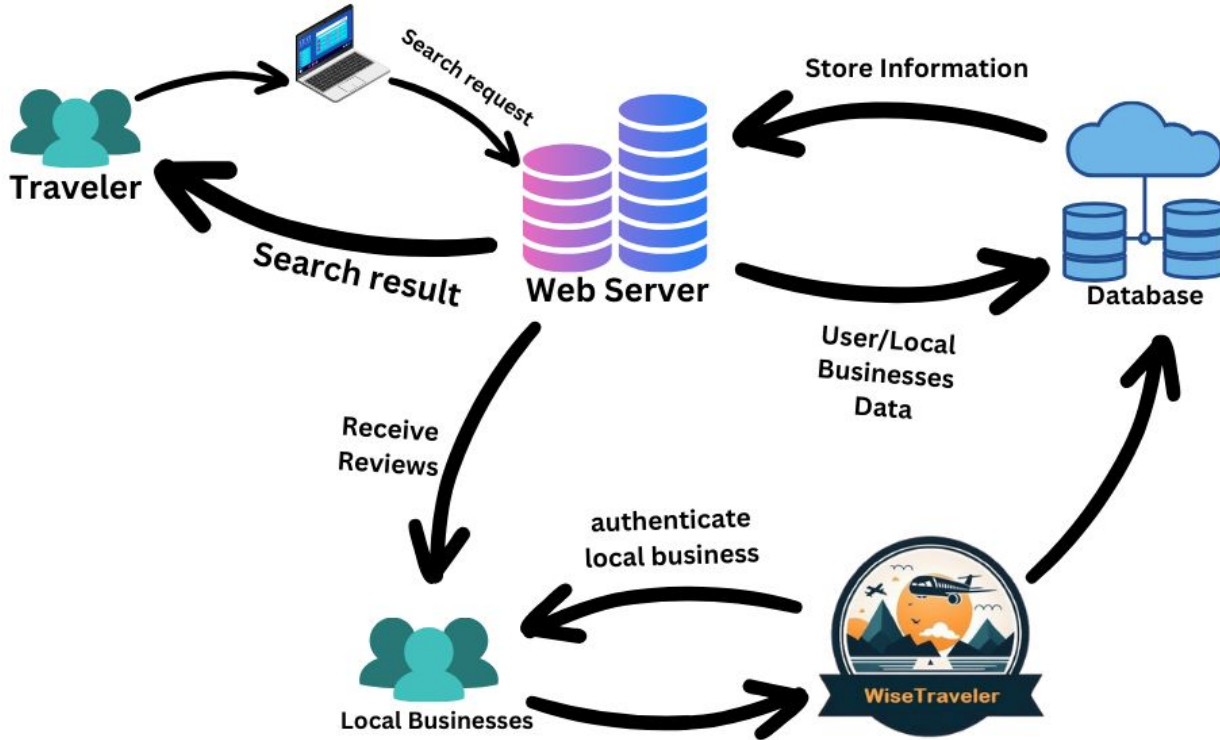 Search request
Store Information
Traveler
Search result
Web Server
Database
User/Local
Businesses
Data
Receive
Reviews
authenticate
local business
WiseTraveler
Local Businesses